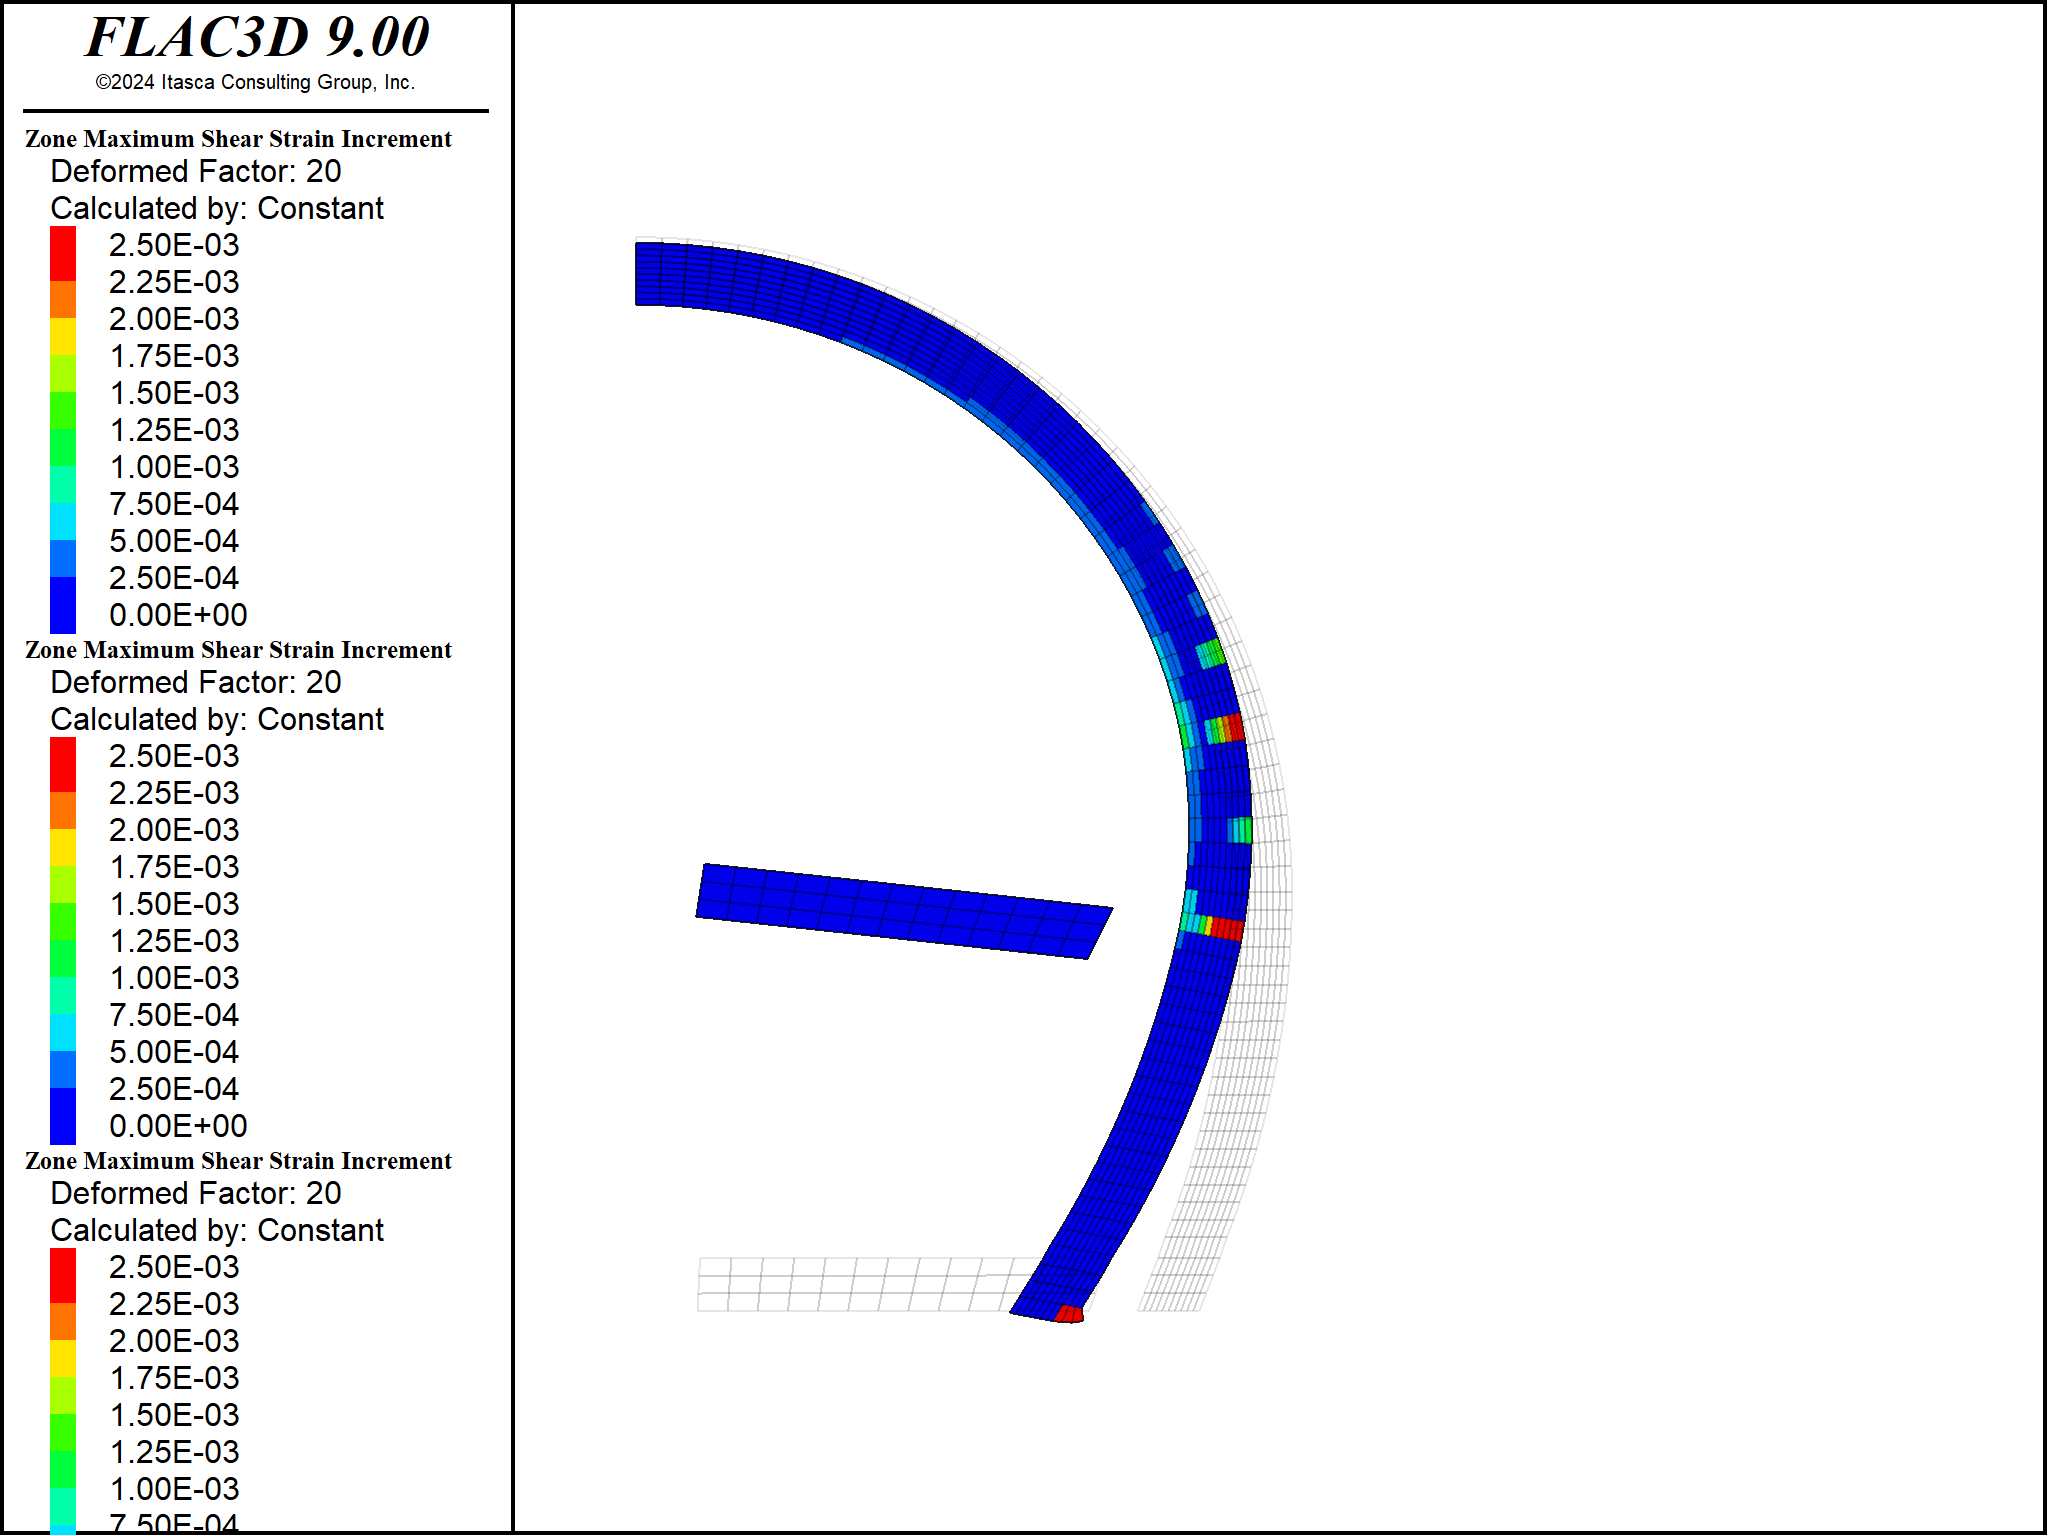 FLAC3D 9.00
©2024 Itasca Consulting Group, Inc.
Zone Maximum Shear Strain Increment
Deformed Factor: 20
Calculated by: Constant
2.50E-03
2.25E-03
2.00E-03
1.75E-03
1.50E-03
1.25E-03
1.00E-03
7.50E-04
5.00E-04
2.50E-04
0.00E+00
Zone Maximum Shear Strain Increment
Deformed Factor: 20
Calculated by: Constant
2.50E-03
2.25E-03
2.00E-03
1.75E-03
1.50E-03
1.25E-03
1.00E-03
7.50E-04
5.00E-04
2.50E-04
0.00E+00
Zone Maximum Shear Strain Increment
Deformed Factor: 20
Calculated by: Constant
2.50E-03
2.25E-03
2.00E-03
1.75E-03
1.50E-03
1.25E-03
1.00E-03
7.50E-04